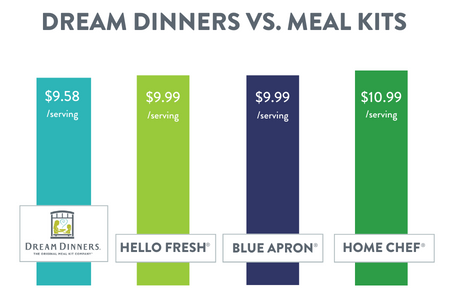 DREAM DINNERS VS. MEAL KITS
$9.58
/serving
$9.99
/serving
$9.99
/serving
$10.99
/serving
DREAM DINNERS.
THE ORIGINAL MEAL KIT COMPANY
HELLO FRESH®
BLUE APRON®
HOME CHEF®